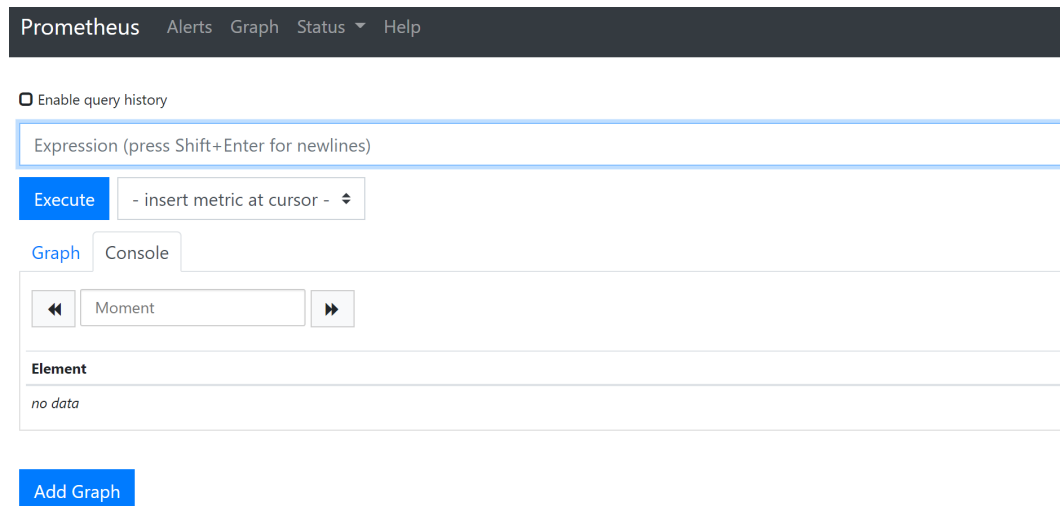 Prometheus Alerts Graph Status Help
Enable query history
Expression (press Shift+Enter for newlines)
Execute - insert metric at cursor -
Graph Console
Moment
Element
no data
Add Graph